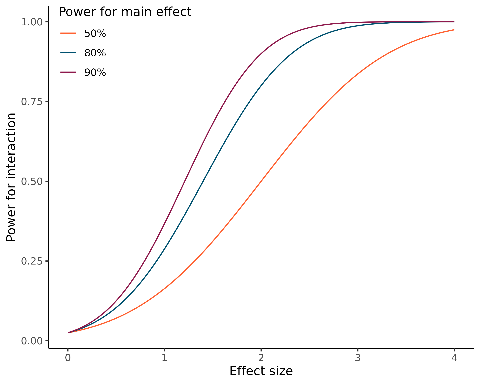 Power for main effect
50%
80%
90%
1.00
0.75
0.50
0.25
0.00
Power for interaction
0 1 2 3 4
Effect size